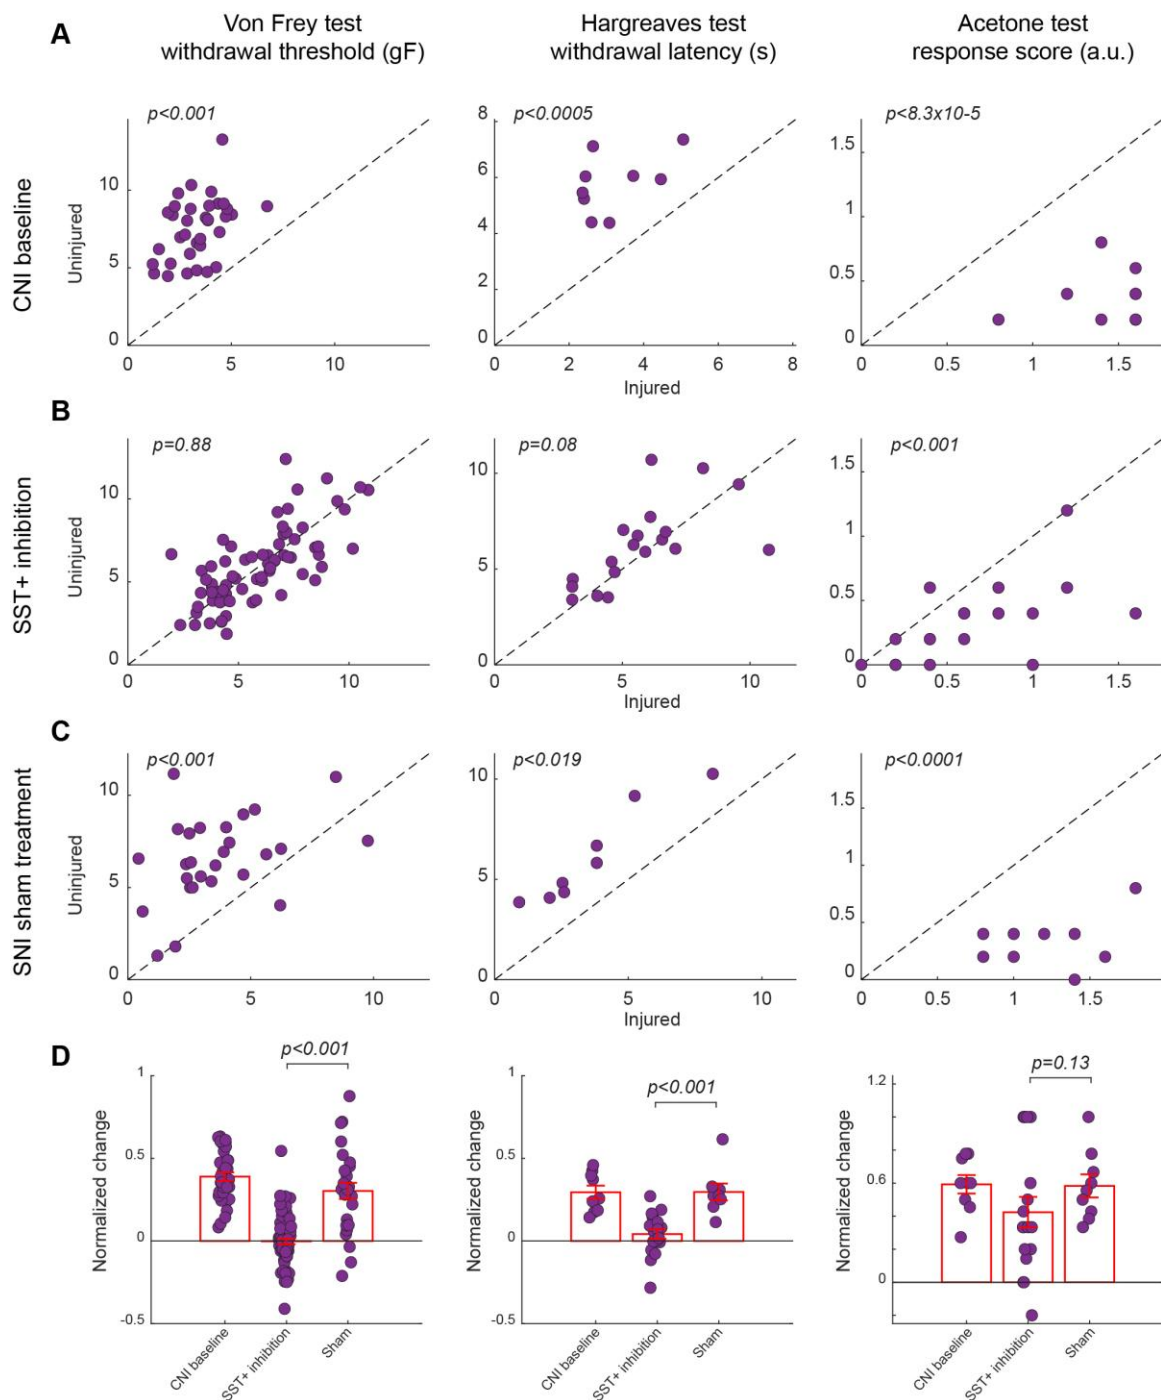 A
Von Frey test
withdrawal threshold (gF)
Hargreaves test
withdrawal latency (s)
Acetone test
response score (a.u.)
CNI baseline
Uninjured
p<0.001
10
5
0
0 5 10
p<0.0005
8
6
4
2
0
0 2 4 6 8
Injured
p<8.3x10-5
1.5
1
0.5
0
0 0.5 1 1.5
B
SST+ inhibition
Uninjured
p=0.88
10
5
0
0 5 10
p=0.08
10
5
0
0 5 10
Injured
p<0.001
1.5
1
0.5
0
0 0.5 1 1.5
C
SNI sham treatment
Uninjured
p<0.001
10
5
0
0 5 10
p<0.019
10
5
0
0 5 10
Injured
p<0.0001
1.5
1
0.5
0
0 0.5 1 1.5
D
Normalized change
p<0.001
1
0.5
0
-0.5
CNI baseline
SST+ inhibition
Sham
Normalized change
p<0.001
1
0.5
0
-0.5
CNI baseline
SST+ inhibition
Sham
Normalized change
p=0.13
1.2
0.6
0
CNI baseline
SST+ inhibition
Sham